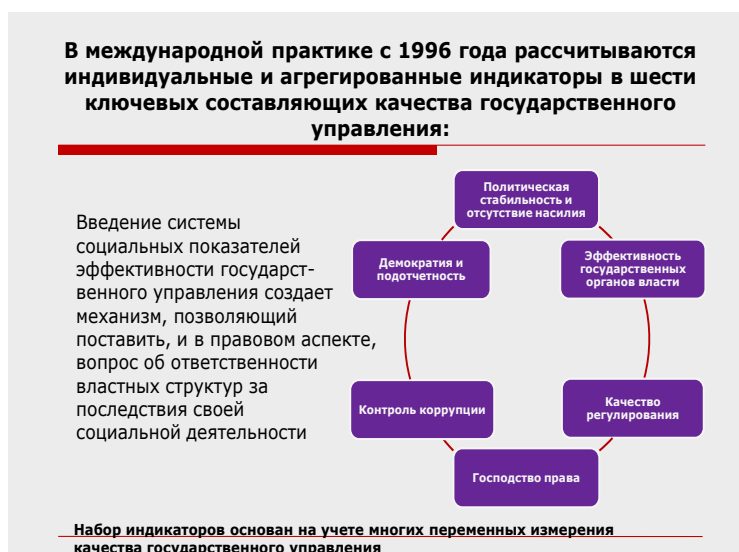 В международной практике с 1996 года рассчитываются
индивидуальные и агрегированные индикаторы в шести
ключевых составляющих качества государственного
управления:
Введение системы
социальных показателей
эффективности государст-
венного управления создает
механизм, позволяющий
поставить, и в правовом аспекте,
вопрос об ответственности
властных структур за
последствия своей
социальной деятельности
Политическая
стабильность и
отсутствие насилия
Эффективность
государственных
органов власти
Качество
регулирования
Господство права
Контроль коррупции
Демократия и
подотчетность
Набор индикаторов основан на учете многих переменных измерения
качества государственного управления